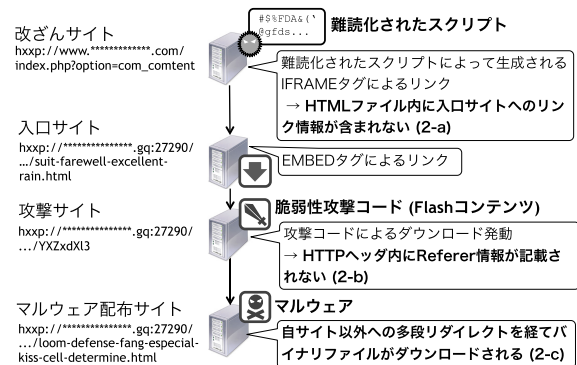 #$%FDA&(‘
@gfds...
難読化されたスクリプト
改ざんサイト
hxxp://www.*************.com/
index.php?option=com_comtent
難読化されたスクリプトによって生成される
IFRAMEタグによるリンク
→ HTMLファイル内に入口サイトへのリン
ク情報が含まれない (2-a)
入口サイト
hxxp://***************.gq:27290/
…/suit-farewell-excellent-
rain.html
EMBEDタグによるリンク
攻撃サイト
hxxp://***************.gq:27290/
.../YXZxdXl3
脆弱性攻撃コード (Flashコンテンツ)
攻撃コードによるダウンロード発動
→ HTTPヘッダ内にReferer情報が記載さ
れない (2-b)
マルウェア配布サイト
hxxp://***************.gq:27290/
.../loom-defense-fang-especial-
kiss-cell-determine.html
マルウェア
自サイト以外への多段リダイレクトを経てバ
イナリファイルがダウンロードされる (2-c)